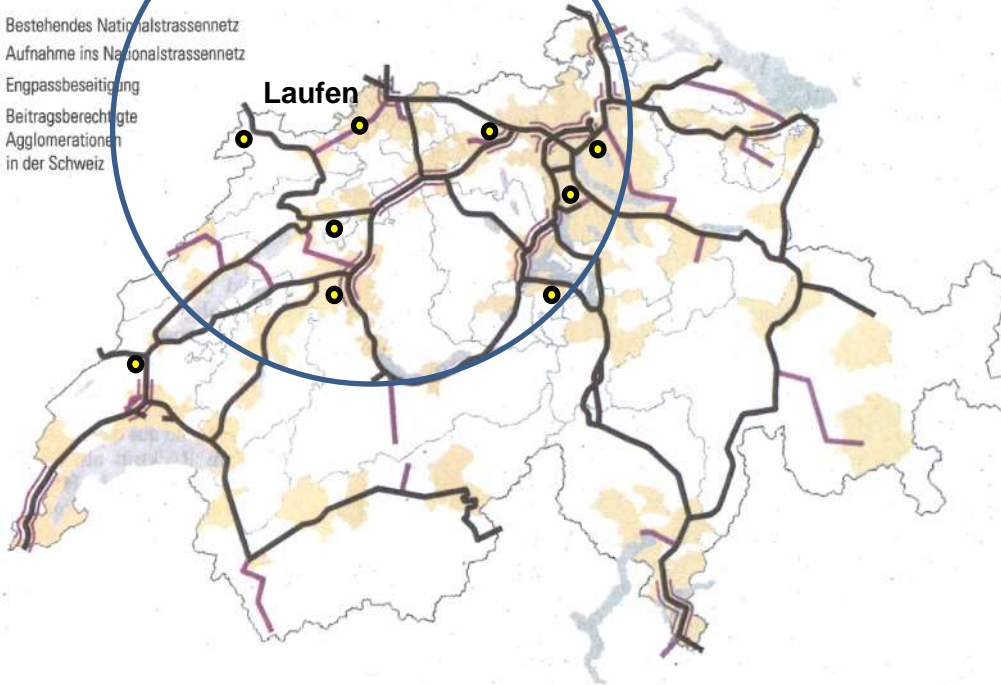 Bestehendes Nationalstrassennetz
Aufnahme ins Nationalstrassennetz
Engpassbeseitigung
Beitragsberechtigte
Agglomerationen
in der Schweiz
Laufen